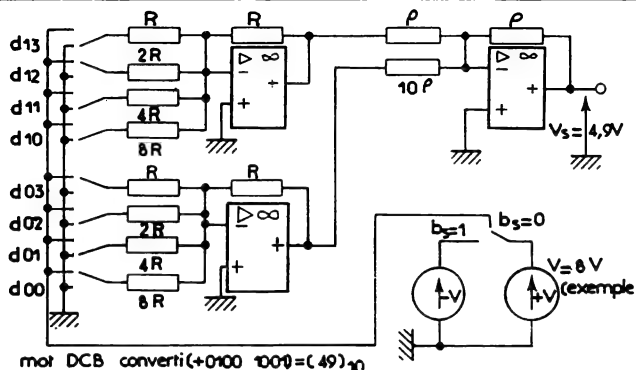 R R ρ ρ
d13
2R
▷ ∞
d12
-
+
4R
10 ρ
▷ ∞
-
+
d11
8R
d10
Vs = 4,9V
R R
d03
2R
▷ ∞
-
+
d02
4R
d01
8R
d00
bs=1 bs=0
-V +V
V=8V
(exemple
mot DCB converti (+0100 1001) = (49)10